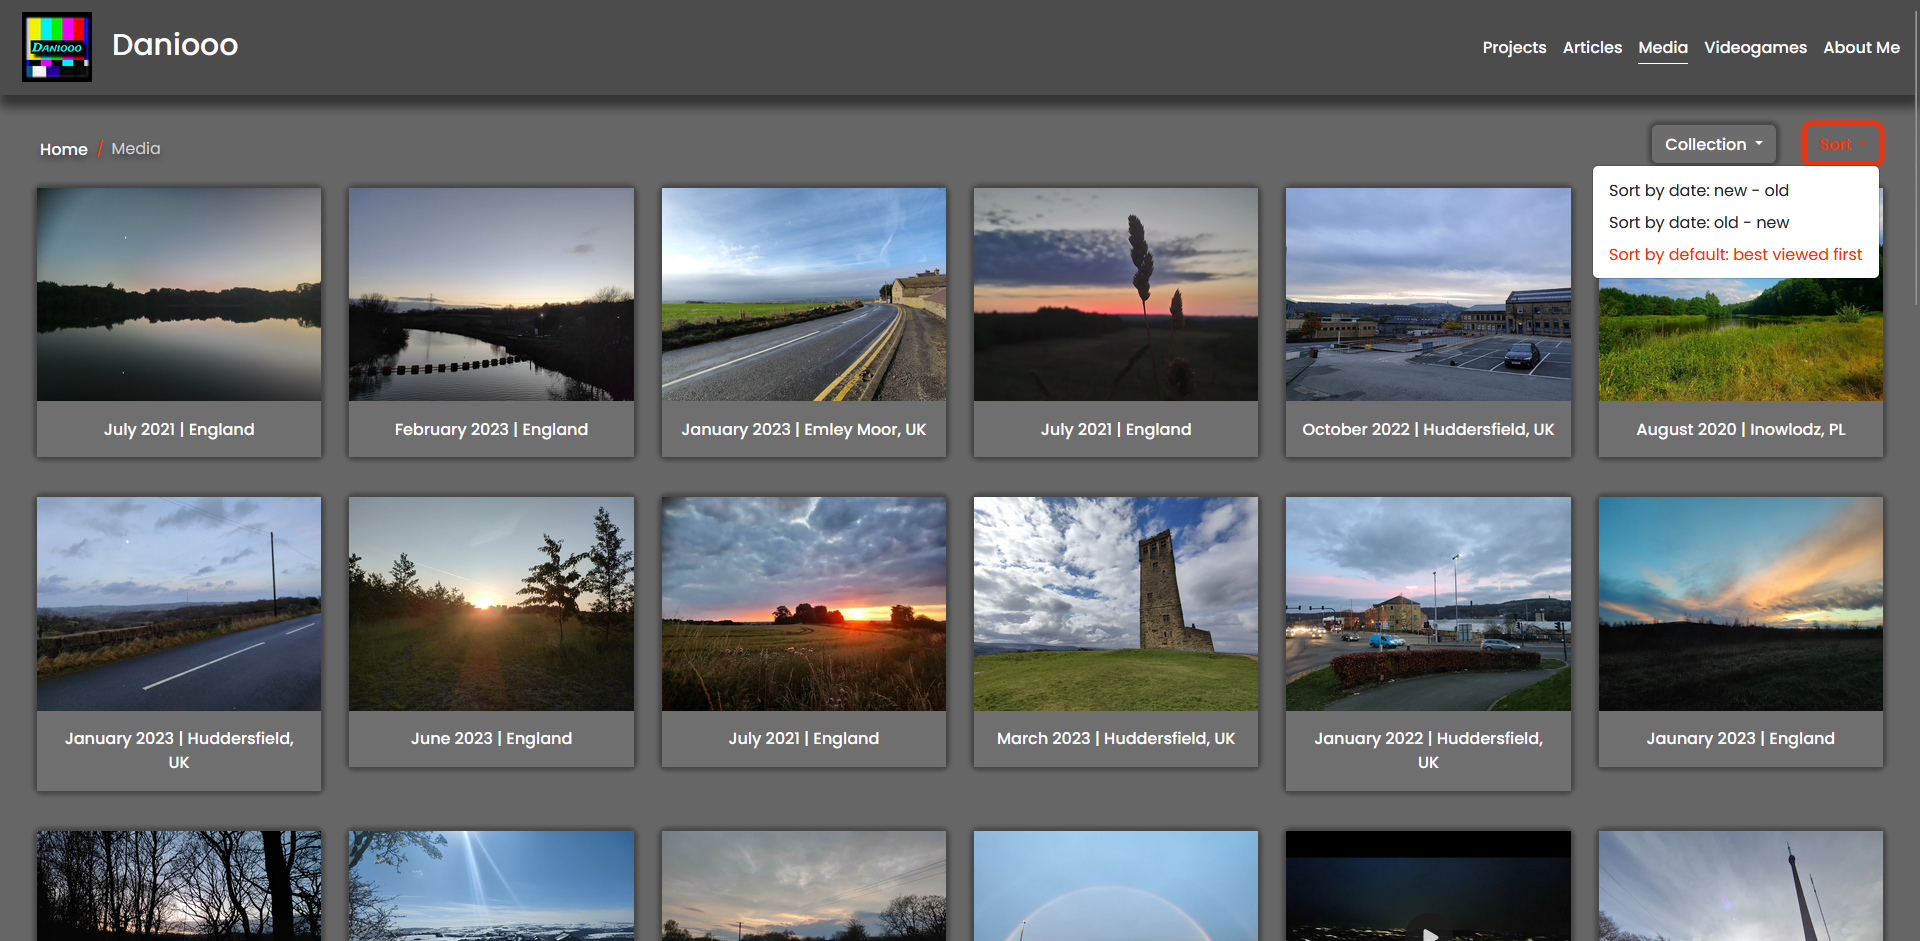 DANIOOO
Daniooo
Projects Articles Media Videogames About Me
Home / Media
Collection
Sort
Sort by date: new - old
Sort by date: old - new
Sort by default: best viewed first
July 2021 | England
February 2023 | England
January 2023 | Emley Moor, UK
July 2021 | England
October 2022 | Huddersfield, UK
August 2020 | Inowlodz, PL
January 2023 | Huddersfield,
UK
June 2023 | England
July 2021 | England
March 2023 | Huddersfield, UK
January 2022 | Huddersfield,
UK
Jaunary 2023 | England